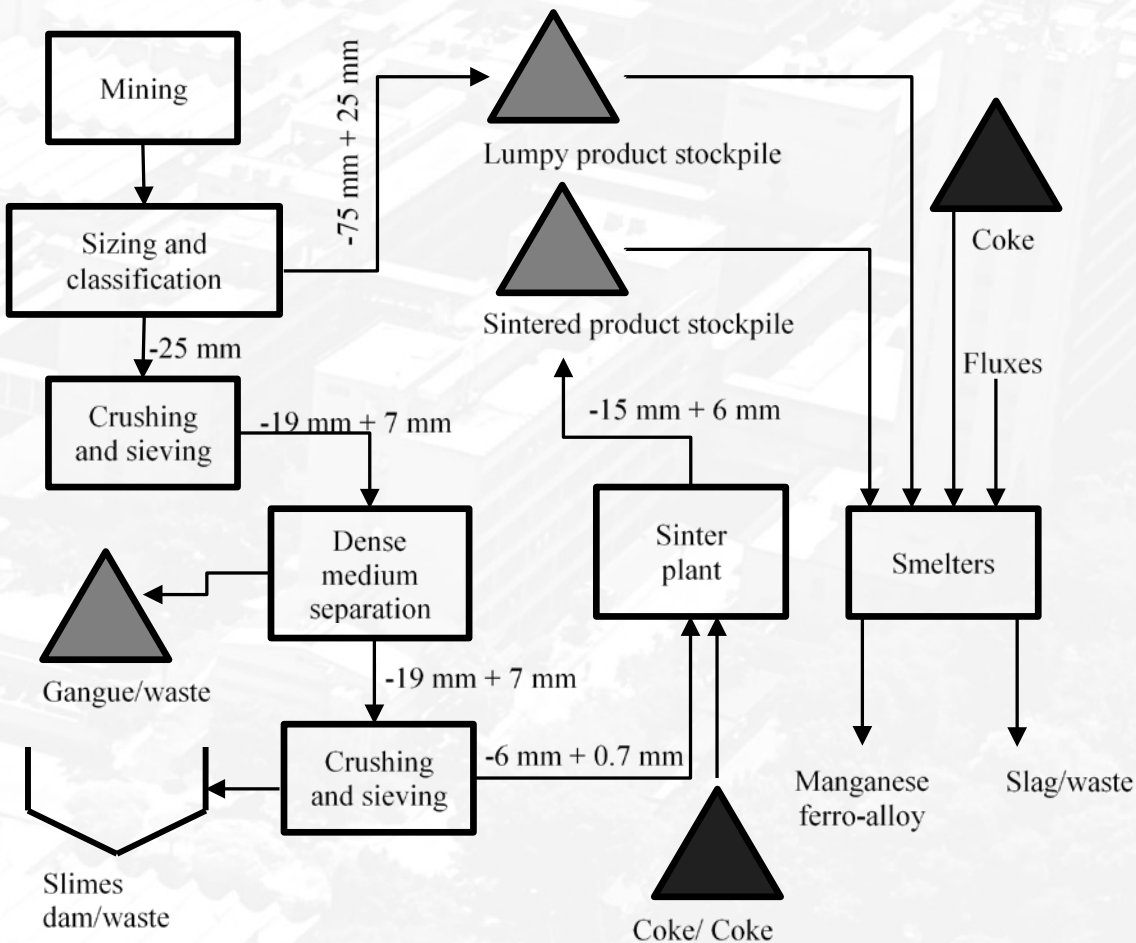 Mining
-75 mm + 25 mm
Lumpy product stockpile
Sizing and
classification
Coke
Sintered product stockpile
-25 mm
Fluxes
Crushing
and sieving
-19 mm + 7 mm
-15 mm + 6 mm
Dense
medium
separation
Sinter
plant
Smelters
Gangue/waste
-19 mm + 7 mm
Crushing
and sieving
-6 mm + 0.7 mm
Manganese
ferro-alloy
Slag/waste
Slimes
dam/waste
Coke/ Coke